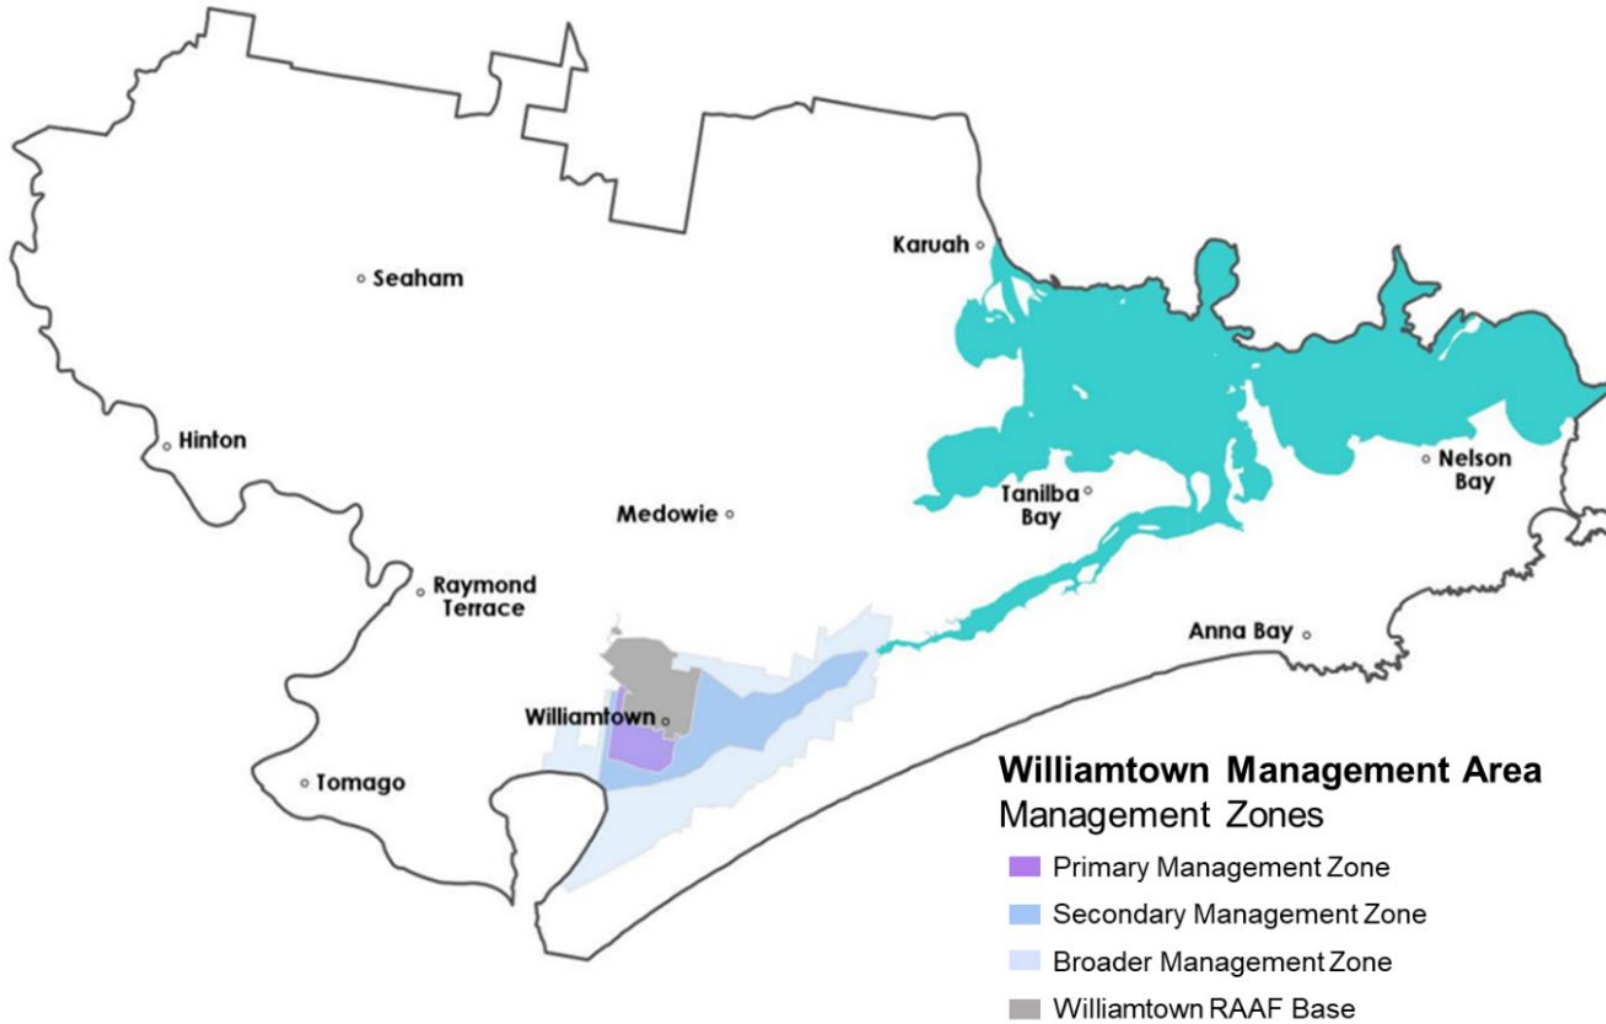 Karuah
Seaham
Hinton
Nelson
Bay
Tanilba
Bay
Medowie
Raymond
Terrace
Anna Bay
Williamtown
Tomago
Williamtown Management Area
Management Zones
Primary Management Zone
Secondary Management Zone
Broader Management Zone
Williamtown RAAF Base